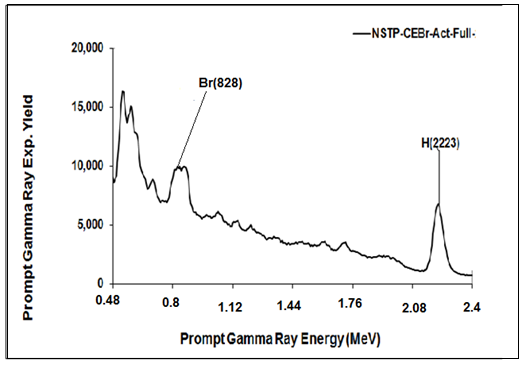 NSTP-CEBr-Act-Full-
20,000
15,000
10,000
5,000
0
Br(828)
H(2223)
Prompt Gamma Ray Exp. Yield
0.48 0.8 1.12 1.44 1.76 2.08 2.4
Prompt Gamma Ray Energy (MeV)